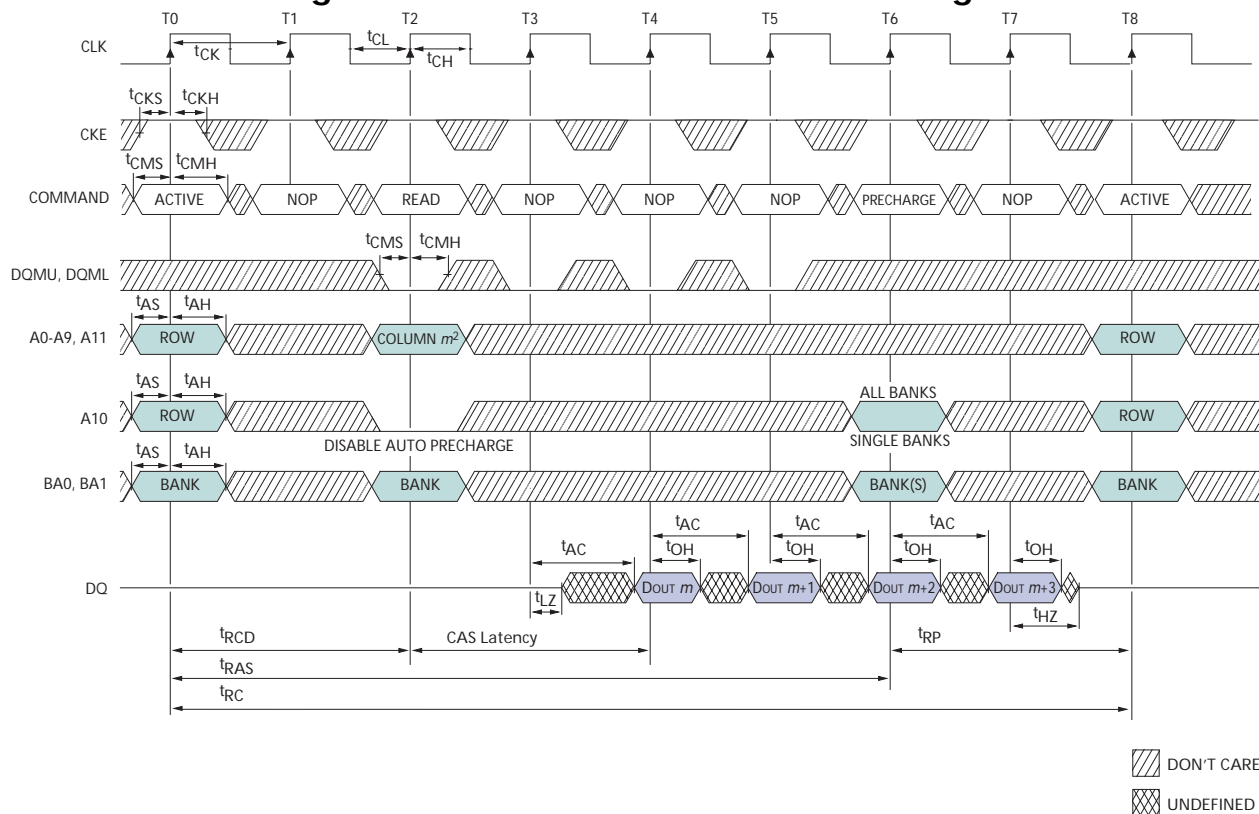 T0 T1 T2 T3 T4 T5 T6 T7 T8
CLK
tCK tCL tCH
tCKS tCKH
CKE
tCMS tCMH
COMMAND ACTIVE NOP READ NOP NOP NOP PRECHARGE NOP ACTIVE
tCMS tCMH
DQMU, DQML
tAS tAH
A0-A9, A11 ROW COLUMN m2 ROW
tAS tAH ALL BANKS
A10 ROW ROW
DISABLE AUTO PRECHARGE SINGLE BANKS
tAS tAH
BA0, BA1 BANK BANK BANK(S) BANK
tAC tAC tAC tAC
tOH tOH tOH tOH
DQ DOUT m DOUT m+1 DOUT m+2 DOUT m+3
tLZ tHZ
tRCD CAS Latency tRP
tRAS
tRC
DON'T CARE
UNDEFINED